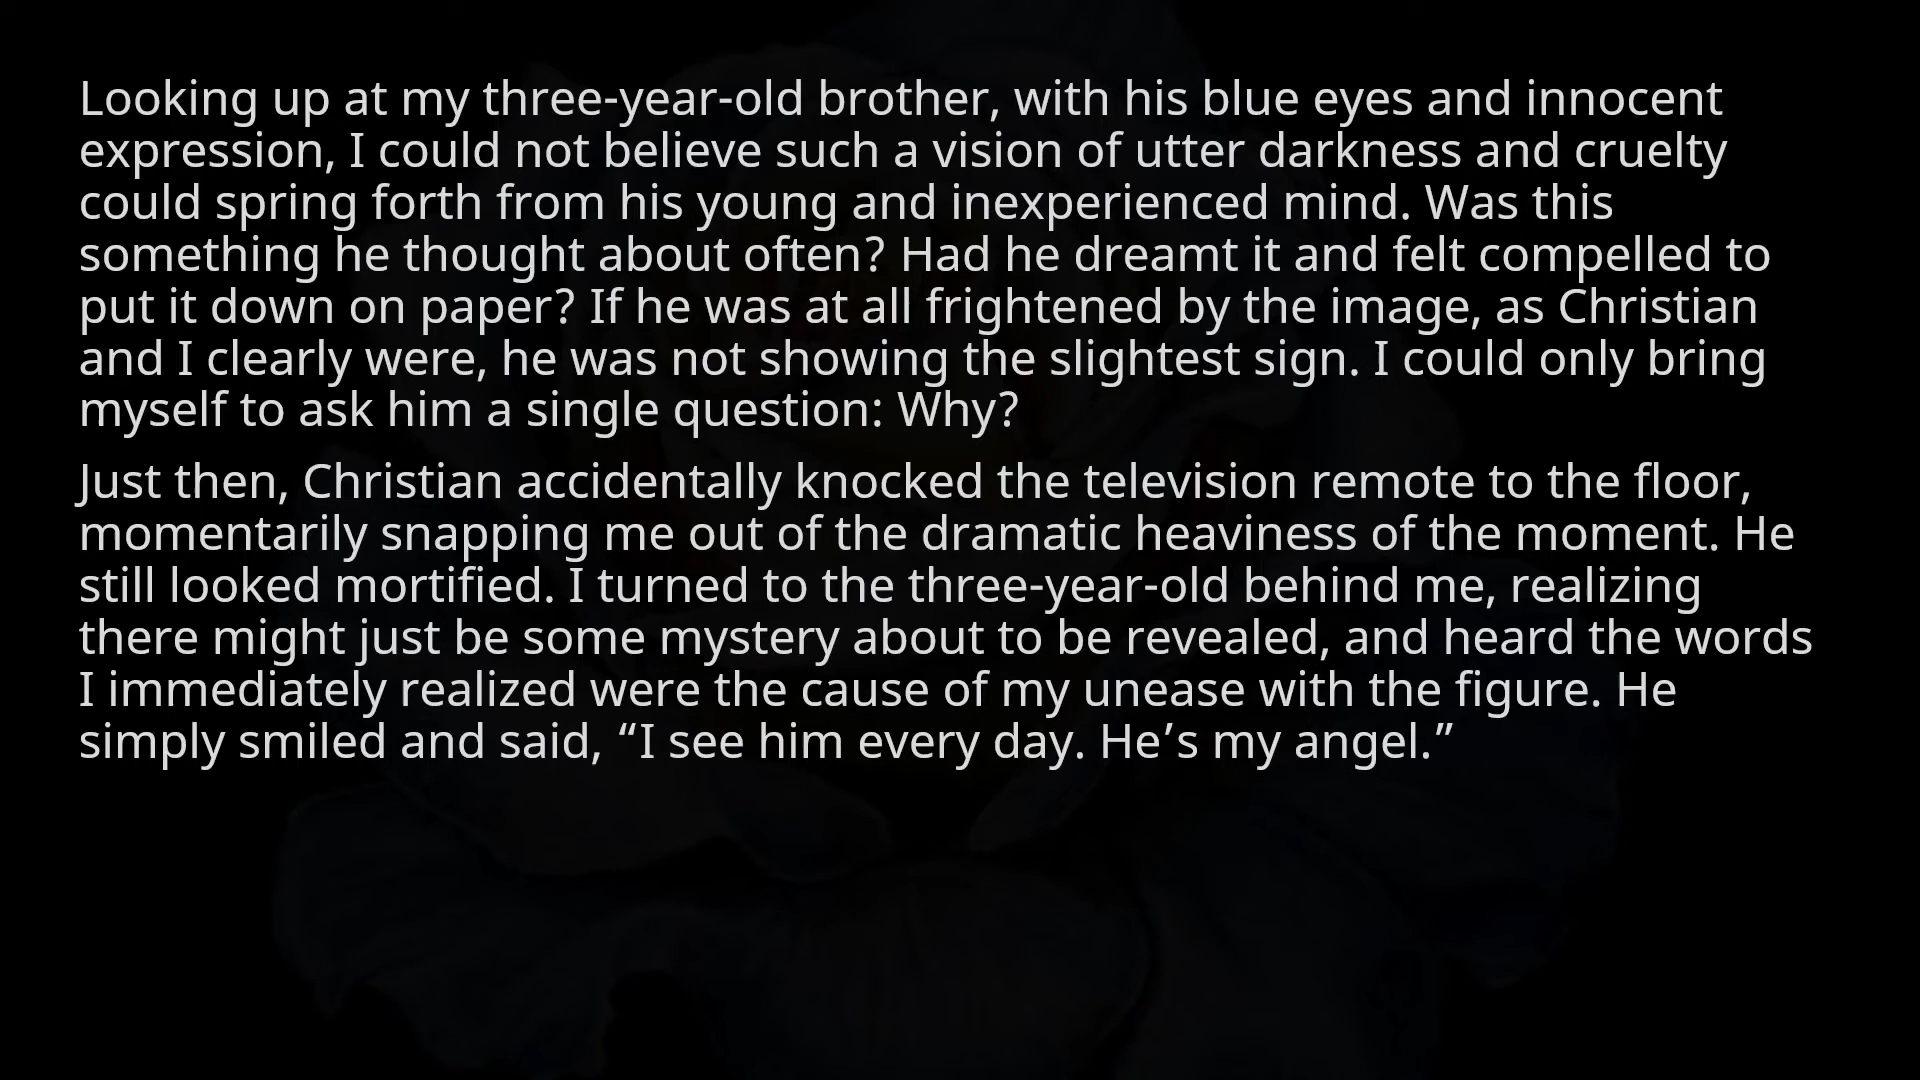 Looking up at my three-year-old brother, with his blue eyes and innocent
expression, I could not believe such a vision of utter darkness and cruelty
could spring forth from his young and inexperienced mind. Was this
something he thought about often? Had he dreamt it and felt compelled to
put it down on paper? If he was at all frightened by the image, as Christian
and I clearly were, he was not showing the slightest sign. I could only bring
myself to ask him a single question: Why?
Just then, Christian accidentally knocked the television remote to the floor,
momentarily snapping me out of the dramatic heaviness of the moment. He
still looked mortified. I turned to the three-year-old behind me, realizing
there might just be some mystery about to be revealed, and heard the words
I immediately realized were the cause of my unease with the figure. He
simply smiled and said, “I see him every day. He’s my angel.”